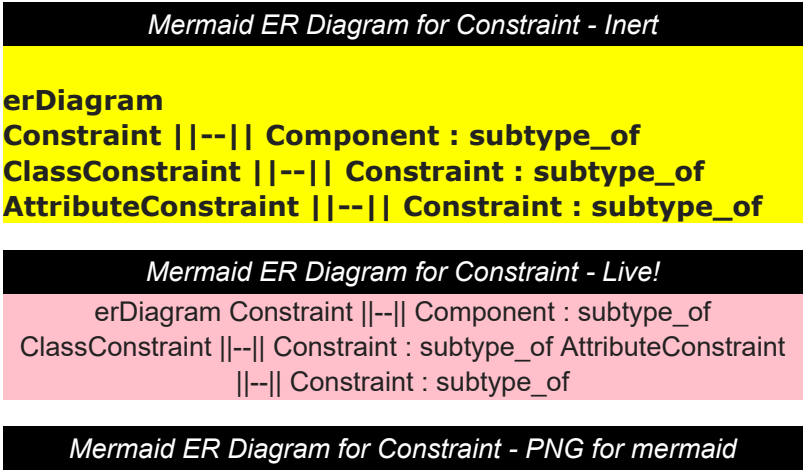 Mermaid ER Diagram for Constraint - Inert
erDiagram
Constraint ||--|| Component : subtype_of
ClassConstraint ||--|| Constraint : subtype_of
AttributeConstraint ||--|| Constraint : subtype_of
Mermaid ER Diagram for Constraint - Live!
erDiagram Constraint ||--|| Component : subtype_of
ClassConstraint ||--|| Constraint : subtype_of AttributeConstraint
||--|| Constraint : subtype_of
Mermaid ER Diagram for Constraint - PNG for mermaid